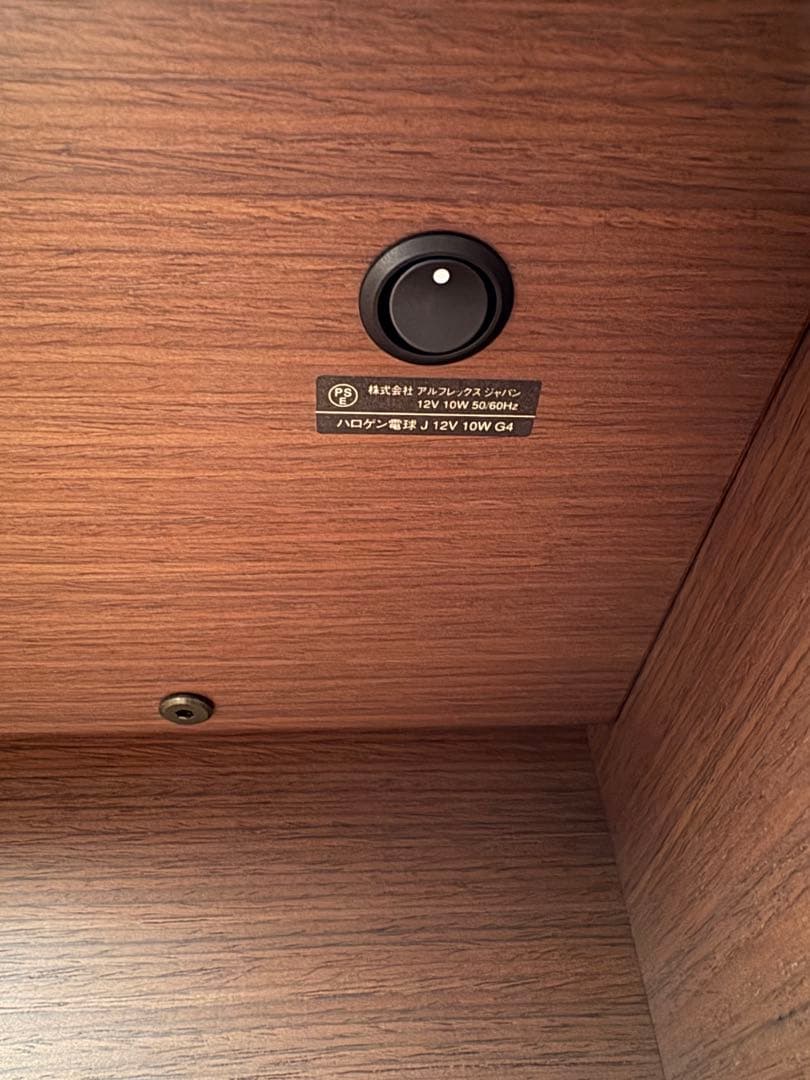 PS
E
株式会社 アルフレックス ジャパン
12V 10W 50/60Hz
ハロゲン電球 J 12V 10W G4